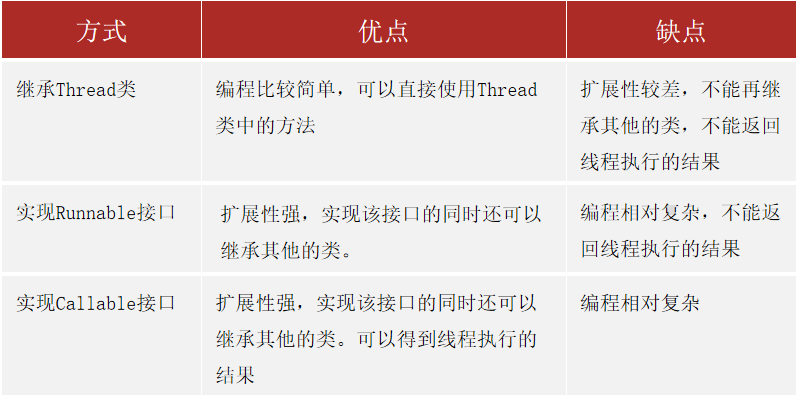 方式 优点 缺点
继承Thread类
编程比较简单，可以直接使用Thread
类中的方法
扩展性较差，不能再继
承其他的类，不能返回
线程执行的结果
实现Runnable接口
扩展性强，实现该接口的同时还可以
继承其他的类。
编程相对复杂，不能返
回线程执行的结果
实现Callable接口
扩展性强，实现该接口的同时还可以
继承其他的类。可以得到线程执行的
结果
编程相对复杂